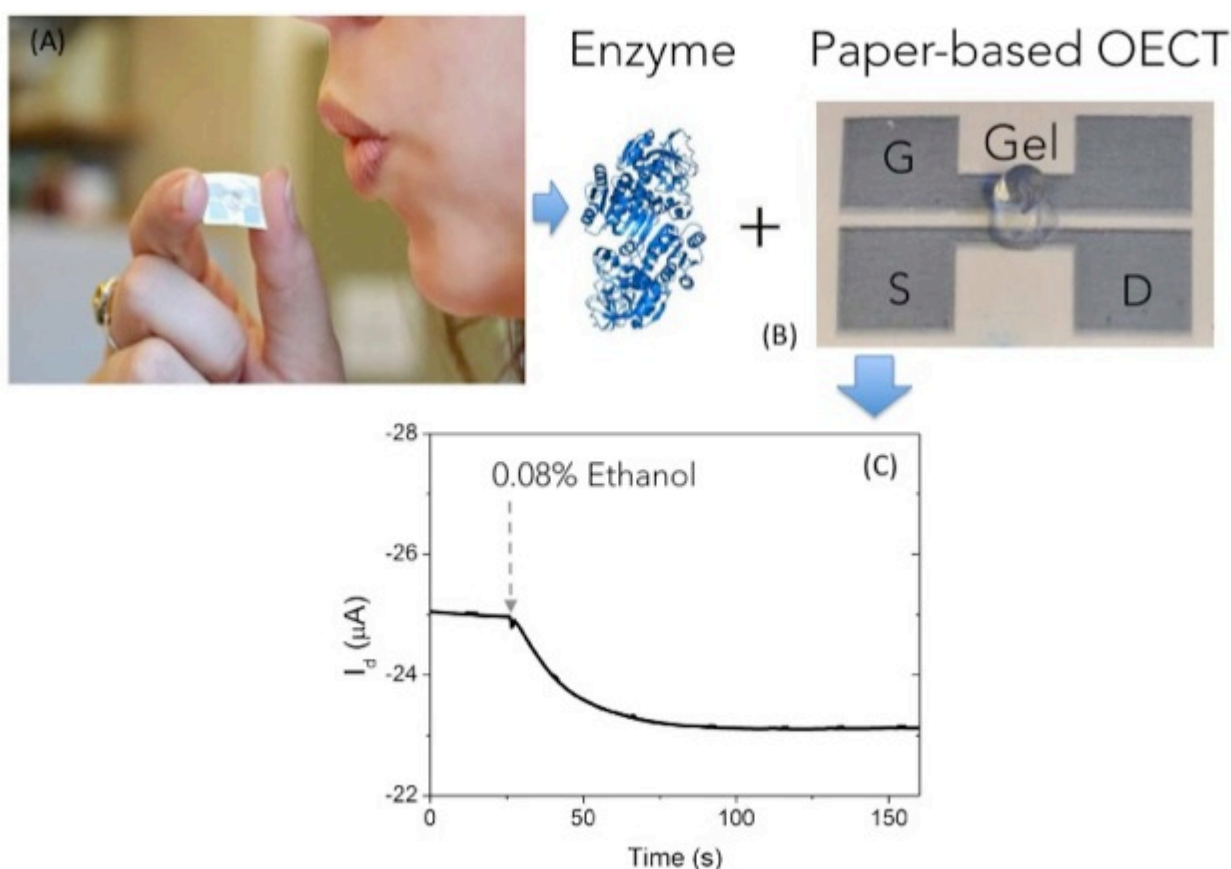 (A)
Enzyme
Paper-based OECT
G
Gel
+
S
D
(B)
-28
(C)
0.08% Ethanol
-26
I_d (μA)
-24
-22
0
50
100
150
Time (s)